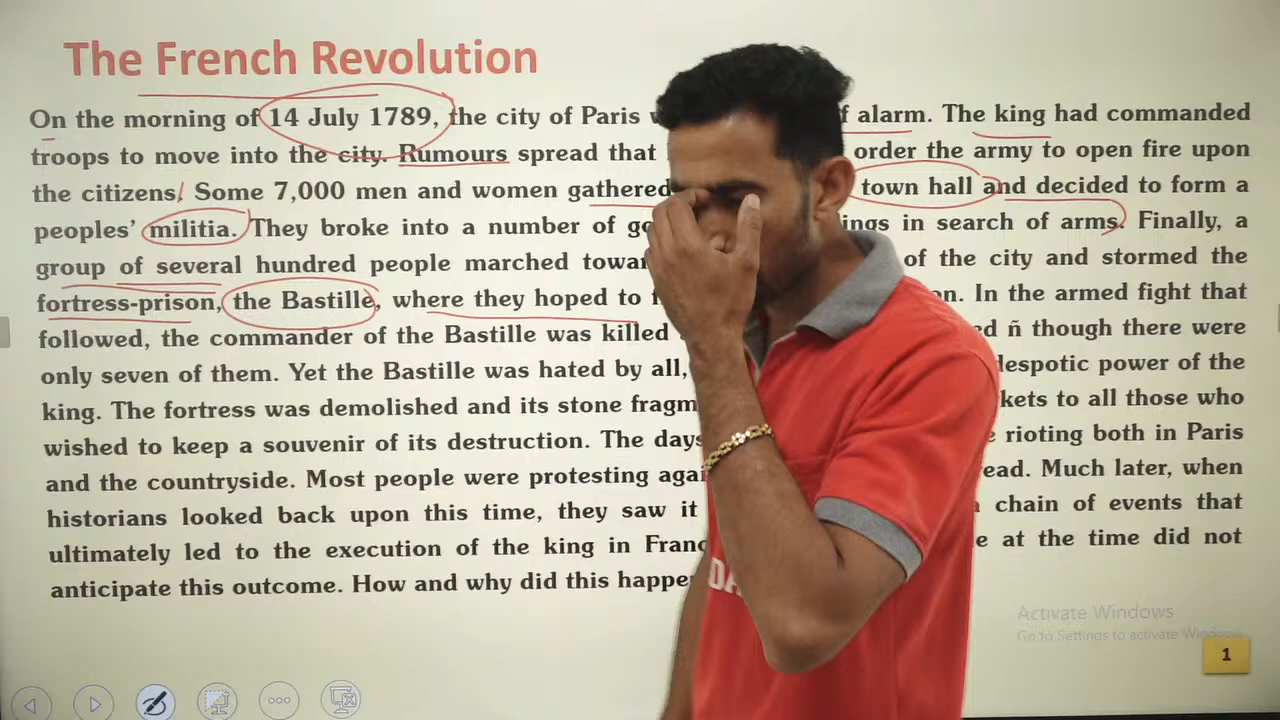 The French Revolution
On the morning of 14 July 1789, the city of Paris alarm. The king had commanded
troops to move into the city. Rumours spread that order the army to open fire upon
the citizens. Some 7,000 men and women gathered town hall and decided to form a
peoples' militia. They broke into a number of in search of arms. Finally, a
group of several hundred people marched of the city and stormed the
fortress-prison, the Bastille, where they hoped to In the armed fight that
followed, the commander of the Bastille was killed ñ though there were
only seven of them. Yet the Bastille was hated by all, despotic power of the
king. The fortress was demolished and its stone to all those who
wished to keep a souvenir of its destruction. The days rioting both in Paris
and the countryside. Most people were protesting Much later, when
historians looked back upon this time, they saw it chain of events that
ultimately led to the execution of the king in at the time did not
anticipate this outcome. How and why did this
Activate Windows
Go to Settings to activate Windows.
1